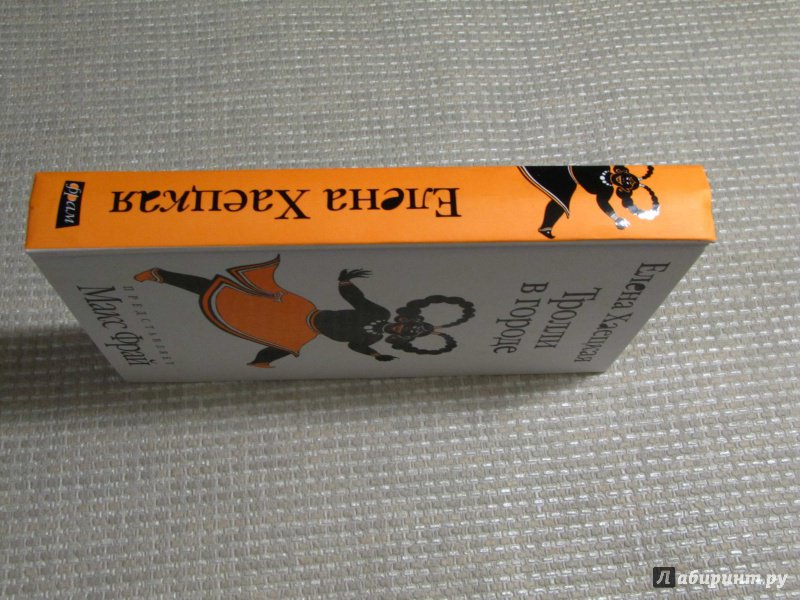 Елена Хаецкая
фрам
Елена Хаецкая
Тролли
в городе
ПРЕДСТАВЛЯЕТ
Макс Фрай
Лабиринт.ру